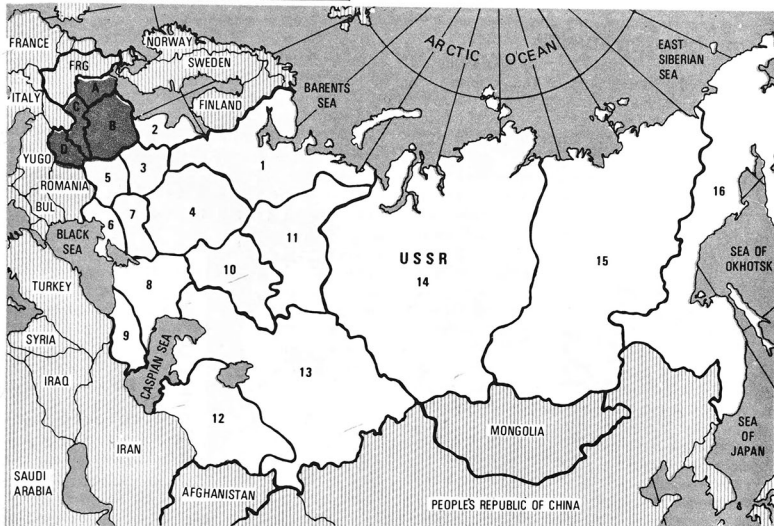 FRANCE
NORWAY
SWEDEN
FRG
FINLAND
ITALY
BARENTS
SEA
ARCTIC OCEAN
EAST
SIBERIAN
SEA
A
C
B
D
YUGO
ROMANIA
BUL
BLACK
SEA
TURKEY
SYRIA
IRAQ
SAUDI
ARABIA
IRAN
CASPIAN SEA
AFGHANISTAN
1
2
3
4
5
6
7
8
9
10
11
12
13
USSR
14
15
16
SEA OF
OKHOTSK
MONGOLIA
SEA
OF
JAPAN
PEOPLE'S REPUBLIC OF CHINA